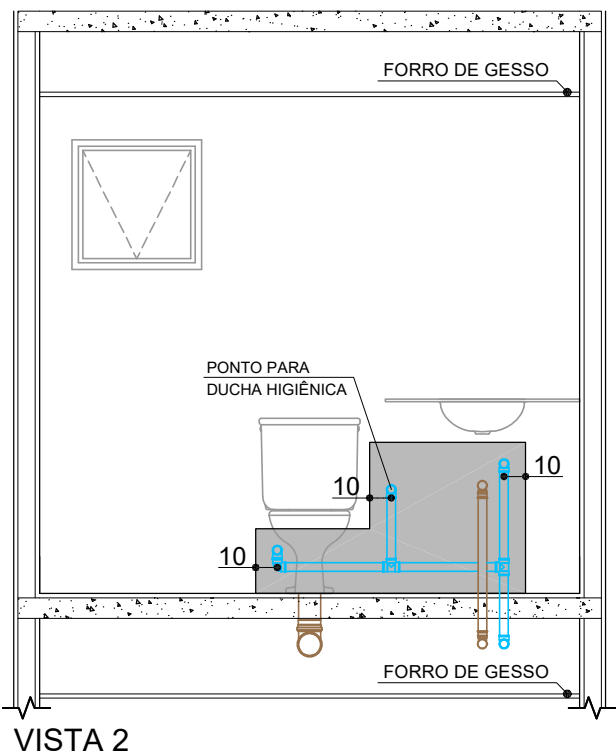 FORRO DE GESSO
PONTO PARA
DUCHA HIGIÊNICA
10
10
10
FORRO DE GESSO
VISTA 2